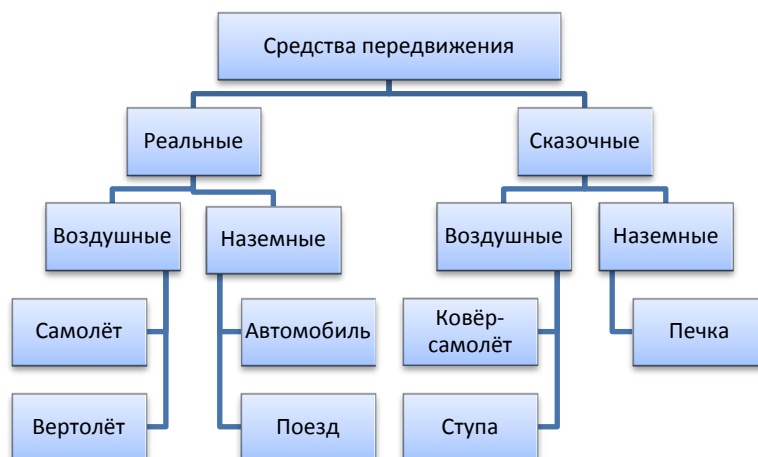 Средства передвижения
Реальные
Сказочные
Воздушные
Наземные
Воздушные
Наземные
Самолёт
Автомобиль
Ковёр-
самолёт
Печка
Вертолёт
Поезд
Ступа